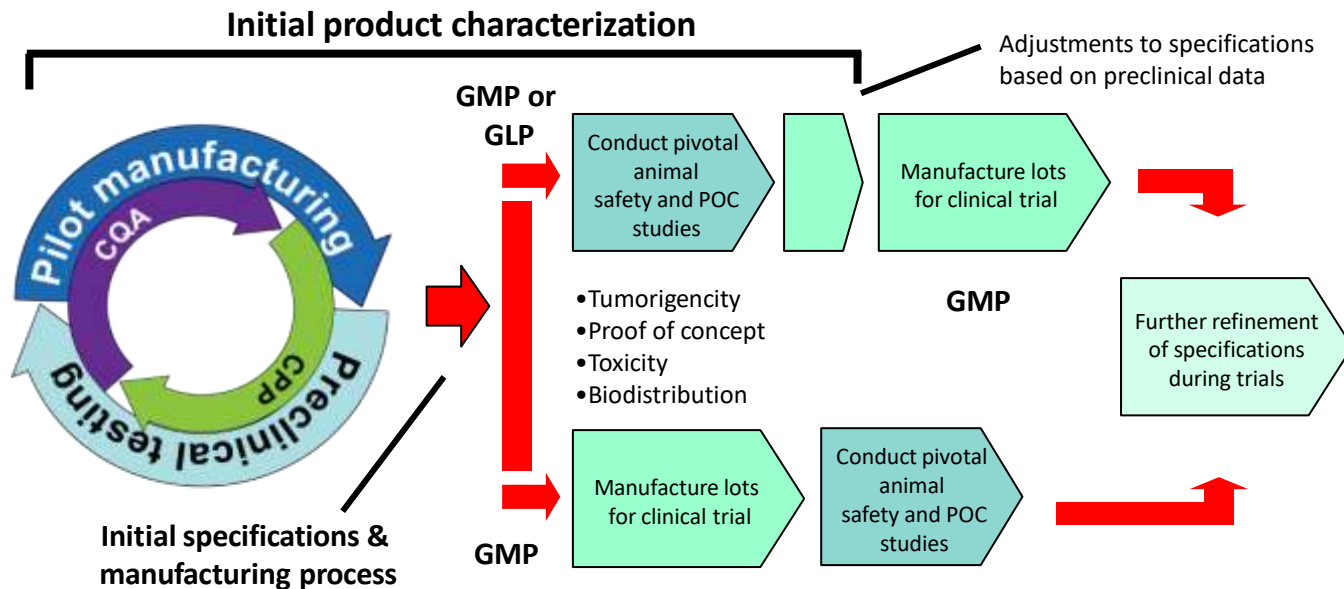 Initial product characterization
Adjustments to specifications
based on preclinical data
GMP or
GLP
Pilot manufacturing
CQA
CPP
Preclinical testing
Conduct pivotal
animal
safety and POC
studies
Manufacture lots
for clinical trial
•Tumorigencity
•Proof of concept
•Toxicity
•Biodistribution
GMP
Further refinement
of specifications
during trials
Manufacture lots
for clinical trial
Conduct pivotal
animal
safety and POC
studies
GMP
Initial specifications &
manufacturing process